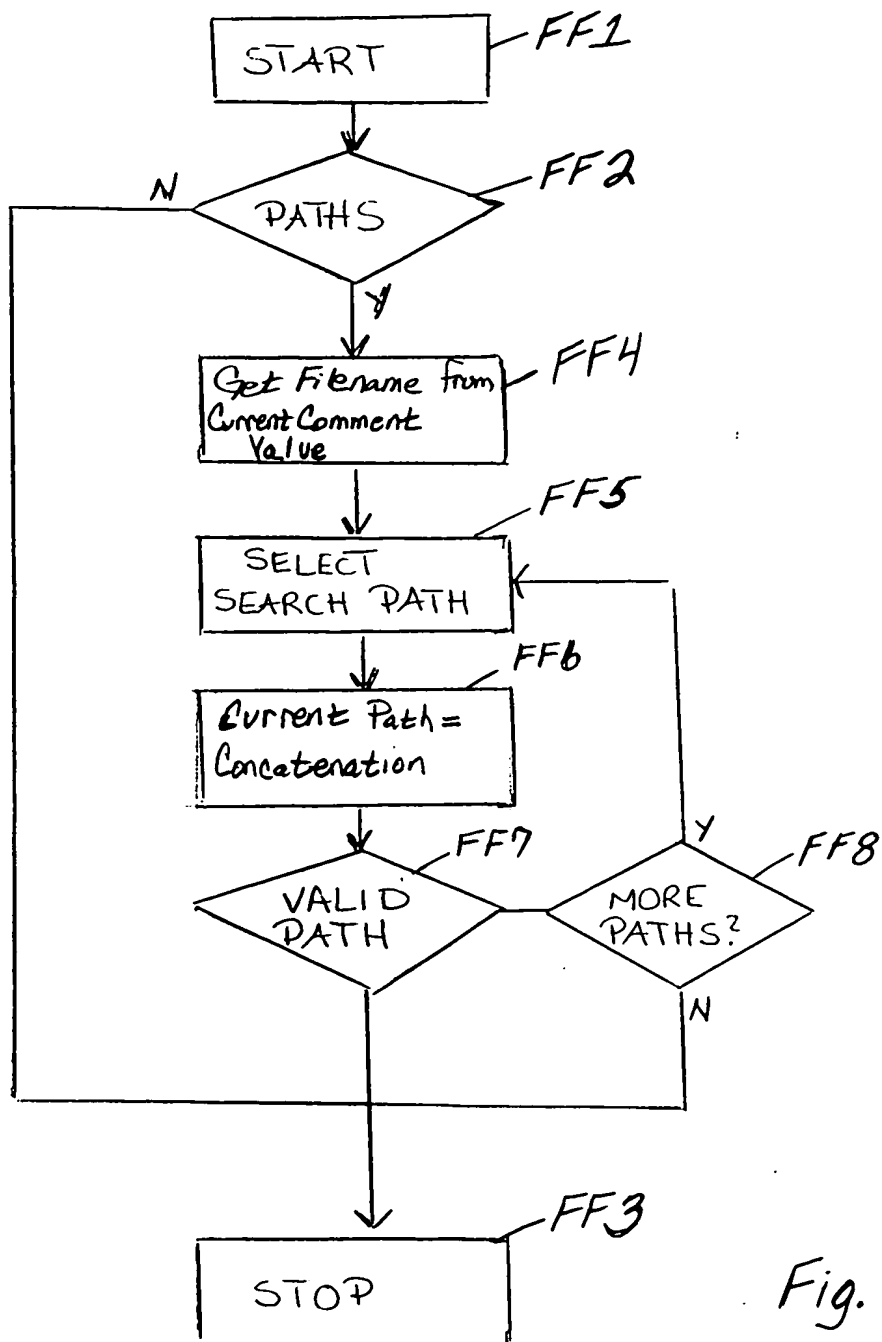 START
FF1
N
PATHS
FF2
Y
Get Filename from
Current Comment
Value
FF4
SELECT
SEARCH PATH
FF5
Current Path =
Concatenation
FF6
VALID
PATH
FF7
Y
MORE
PATHS?
FF8
N
STOP
FF3
Fig.